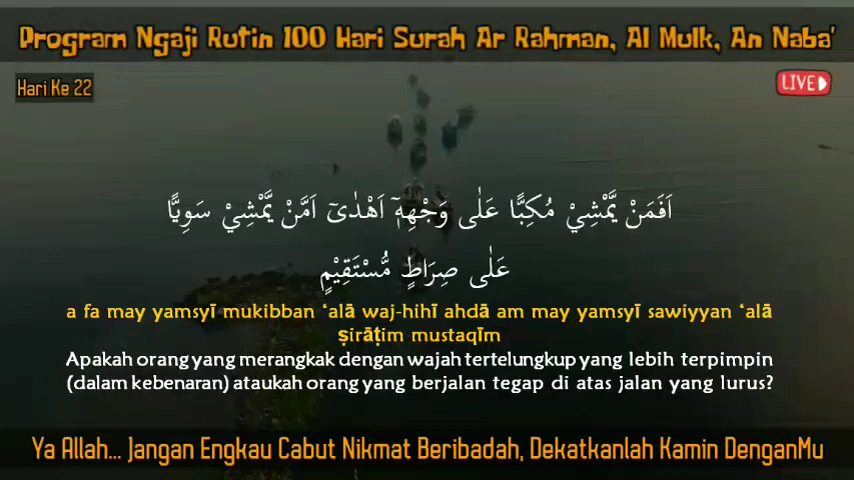 Program Ngaji Rutin 100 Hari Surah Ar Rahman, Al Mulk, An Naba'
Hari Ke 22
LIVE
اَفَمَنْ يَّمْشِيْ مُكِبًّا عَلٰى وَجْهِهٖٓ اَهْدٰىٓ اَمَّنْ يَّمْشِيْ سَوِيًّا
عَلٰى صِرَاطٍ مُّسْتَقِيْمٍ
a fa may yamsyī mukibban ‘alā waj-hihī ahdā am may yamsyī sawiyyan ‘alā
ṣirāṭim mustaqīm
Apakah orang yang merangkak dengan wajah tertelungkup yang lebih terpimpin
(dalam kebenaran) ataukah orang yang berjalan tegap di atas jalan yang lurus?
Ya Allah... Jangan Engkau Cabut Nikmat Beribadah, Dekatkanlah Kamin DenganMu